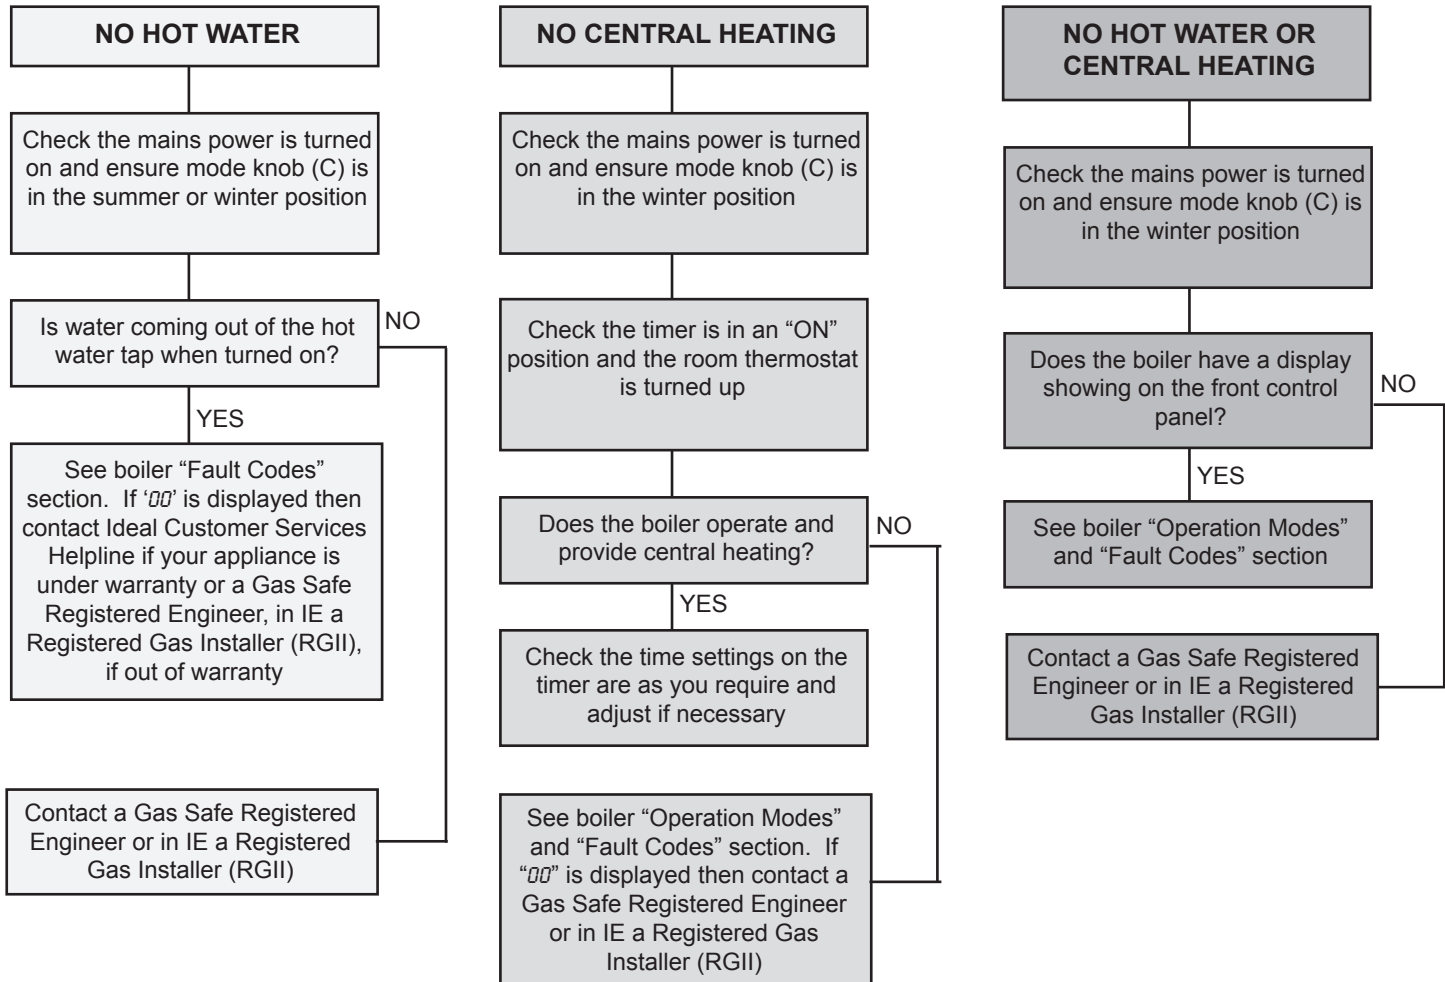 NO HOT WATER
Check the mains power is turned
on and ensure mode knob (C) is
in the summer or winter position
Is water coming out of the hot
water tap when turned on?
NO
YES
See boiler “Fault Codes”
section.  If ‘00’ is displayed then
contact Ideal Customer Services
Helpline if your appliance is
under warranty or a Gas Safe
Registered Engineer, in IE a
Registered Gas Installer (RGII),
if out of warranty
Contact a Gas Safe Registered
Engineer or in IE a Registered
Gas Installer (RGII)
NO CENTRAL HEATING
Check the mains power is turned
on and ensure mode knob (C) is
in the winter position
Check the timer is in an “ON”
position and the room thermostat
is turned up
Does the boiler operate and
provide central heating?
NO
YES
Check the time settings on the
timer are as you require and
adjust if necessary
See boiler “Operation Modes”
and “Fault Codes” section.  If
“00” is displayed then contact a
Gas Safe Registered Engineer
or in IE a Registered Gas
Installer (RGII)
NO HOT WATER OR
CENTRAL HEATING
Check the mains power is turned
on and ensure mode knob (C) is
in the winter position
Does the boiler have a display
showing on the front control
panel?
NO
YES
See boiler “Operation Modes”
and “Fault Codes” section
Contact a Gas Safe Registered
Engineer or in IE a Registered
Gas Installer (RGII)